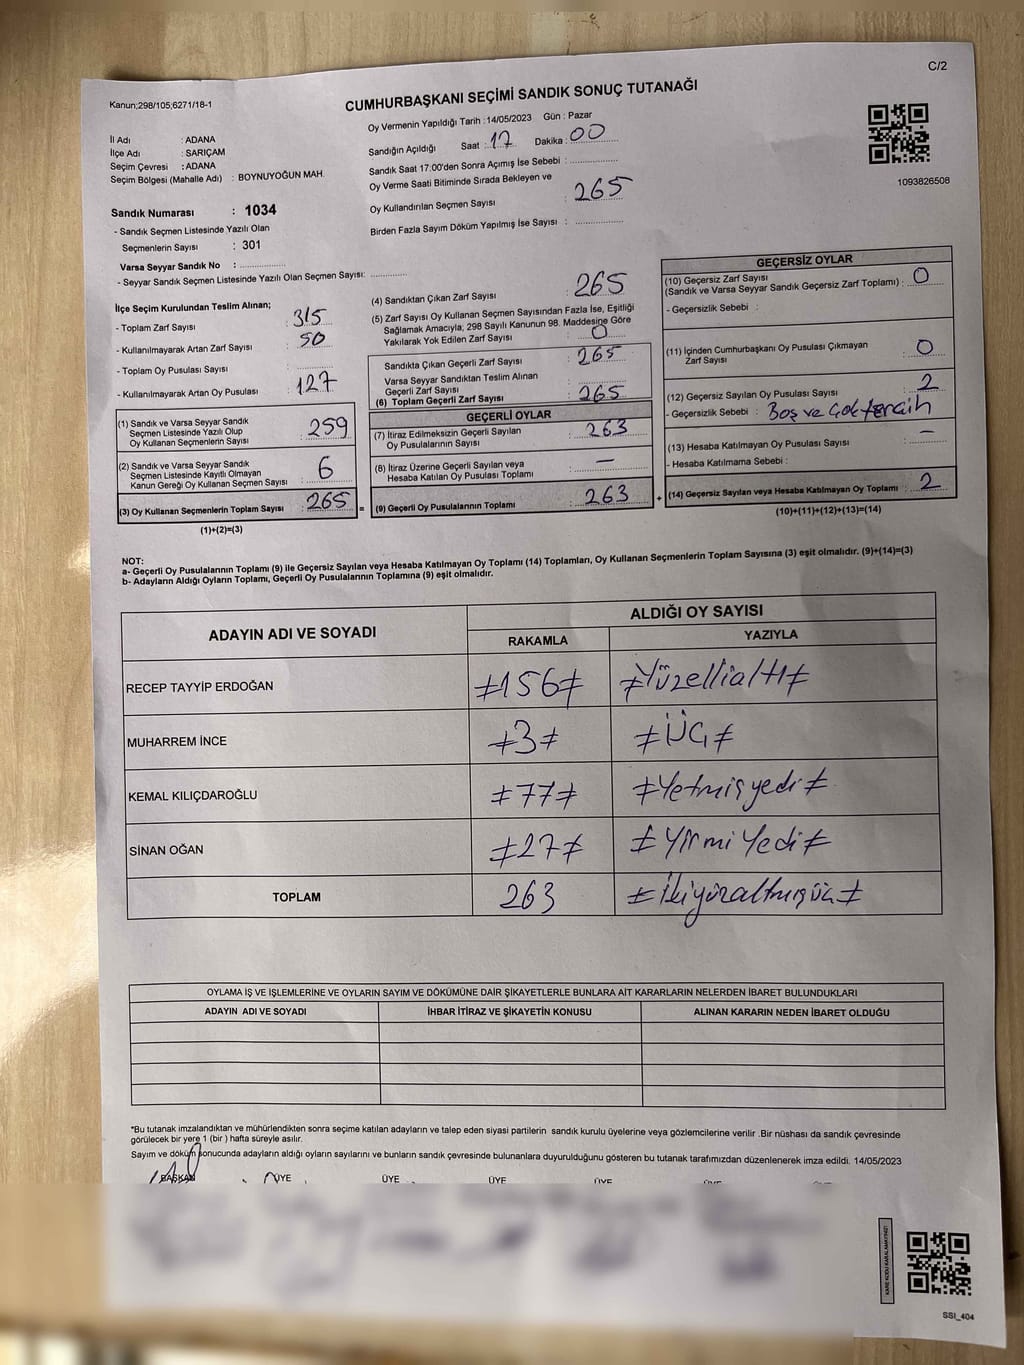 C/2
Kanun;298/105;6271/18-1
CUMHURBAŞKANI SEÇİMİ SANDIK SONUÇ TUTANAĞI
İl Adı : ADANA
İlçe Adı : SARIÇAM
Seçim Çevresi : ADANA
Seçim Bölgesi (Mahalle Adı) : BOYNUYOĞUN MAH.
Oy Vermenin Yapıldığı Tarih :14/05/2023 Gün : Pazar
Sandığın Açıldığı Saat : 17 Dakika : 00
Sandık Saat 17:00'den Sonra Açılmış İse Sebebi :
Oy Verme Saati Bitiminde Sırada Bekleyen ve
Oy Kullandırılan Seçmen Sayısı : 265
Birden Fazla Sayım Döküm Yapılmış İse Sayısı :
1093826508
Sandık Numarası : 1034
- Sandık Seçmen Listesinde Yazılı Olan
Seçmenlerin Sayısı : 301
Varsa Seyyar Sandık No :
- Seyyar Sandık Seçmen Listesinde Yazılı Olan Seçmen Sayısı:
İlçe Seçim Kurulundan Teslim Alınan;
- Toplam Zarf Sayısı : 315
- Kullanılmayarak Artan Zarf Sayısı : 50
- Toplam Oy Pusulası Sayısı :
- Kullanılmayarak Artan Oy Pusulası : 127
(1) Sandık ve Varsa Seyyar Sandık
Seçmen Listesinde Yazılı Olup
Oy Kullanan Seçmenlerin Sayısı : 259
(2) Sandık ve Varsa Seyyar Sandık
Seçmen Listesinde Kayıtlı Olmayan
Kanun Gereği Oy Kullanan Seçmen Sayısı : 6
(3) Oy Kullanan Seçmenlerin Toplam Sayısı : 265
(1)+(2)=(3)
(4) Sandıktan Çıkan Zarf Sayısı : 265
(5) Zarf Sayısı Oy Kullanan Seçmen Sayısından Fazla İse, Eşitliği
Sağlamak Amacıyla; 298 Sayılı Kanunun 98. Maddesine Göre
Yakılarak Yok Edilen Zarf Sayısı : 0
Sandıkta Çıkan Geçerli Zarf Sayısı : 265
Varsa Seyyar Sandıktan Teslim Alınan
Geçerli Zarf Sayısı :
(6) Toplam Geçerli Zarf Sayısı : 265
=
GEÇERLİ OYLAR
(7) İtiraz Edilmeksizin Geçerli Sayılan
Oy Pusulalarının Sayısı : 263
(8) İtiraz Üzerine Geçerli Sayılan veya
Hesaba Katılan Oy Pusulası Toplamı : —
(9) Geçerli Oy Pusulalarının Toplamı : 263
+
GEÇERSİZ OYLAR
(10) Geçersiz Zarf Sayısı
(Sandık ve Varsa Seyyar Sandık Geçersiz Zarf Toplamı) : 0
- Geçersizlik Sebebi :
(11) İçinden Cumhurbaşkanı Oy Pusulası Çıkmayan
Zarf Sayısı : 0
(12) Geçersiz Sayılan Oy Pusulası Sayısı : 2
- Geçersizlik Sebebi : Boş ve Çok tercih
(13) Hesaba Katılmayan Oy Pusulası Sayısı : —
- Hesaba Katılmama Sebebi :
(14) Geçersiz Sayılan veya Hesaba Katılmayan Oy Toplamı : 2
(10)+(11)+(12)+(13)=(14)
NOT:
a- Geçerli Oy Pusulalarının Toplamı (9) ile Geçersiz Sayılan veya Hesaba Katılmayan Oy Toplamı (14) Toplamları, Oy Kullanan Seçmenlerin Toplam Sayısına (3) eşit olmalıdır. (9)+(14)=(3)
b- Adayların Aldığı Oyların Toplamı, Geçerli Oy Pusulalarının Toplamına (9) eşit olmalıdır.
ADAYIN ADI VE SOYADI ALDIĞI OY SAYISI
RAKAMLA YAZIYLA
RECEP TAYYİP ERDOĞAN ≠156≠ ≠Yüzellialtı≠
MUHARREM İNCE ≠3≠ ≠ÜÇ≠
KEMAL KILIÇDAROĞLU ≠77≠ ≠Yetmişyedi≠
SİNAN OĞAN ≠27≠ ≠YirmiYedi≠
TOPLAM 263 ≠İkiyüzaltmışüç≠
OYLAMA İŞ VE İŞLEMLERİNE VE OYLARIN SAYIM VE DÖKÜMÜNE DAİR ŞİKAYETLERLE BUNLARA AİT KARARLARIN NELERDEN İBARET BULUNDUKLARI
ADAYIN ADI VE SOYADI İHBAR İTİRAZ VE ŞİKAYETİN KONUSU ALINAN KARARIN NEDEN İBARET OLDUĞU
*Bu tutanak imzalandıktan ve mühürlendikten sonra seçime katılan adayların ve talep eden siyasi partilerin sandık kurulu üyelerine veya gözlemcilerine verilir .Bir nüshası da sandık çevresinde
görülecek bir yere 1 (bir ) hafta süreyle asılır.
Sayım ve döküm sonucunda adayların aldığı oyların sayılarını ve bunların sandık çevresinde bulunanlara duyurulduğunu gösteren bu tutanak tarafımızdan düzenlenerek imza edildi. 14/05/2023
BAŞKAN ÜYE ÜYE ÜYE ÜYE
KARE KODU KARALAMAYINIZ!
SSI_404